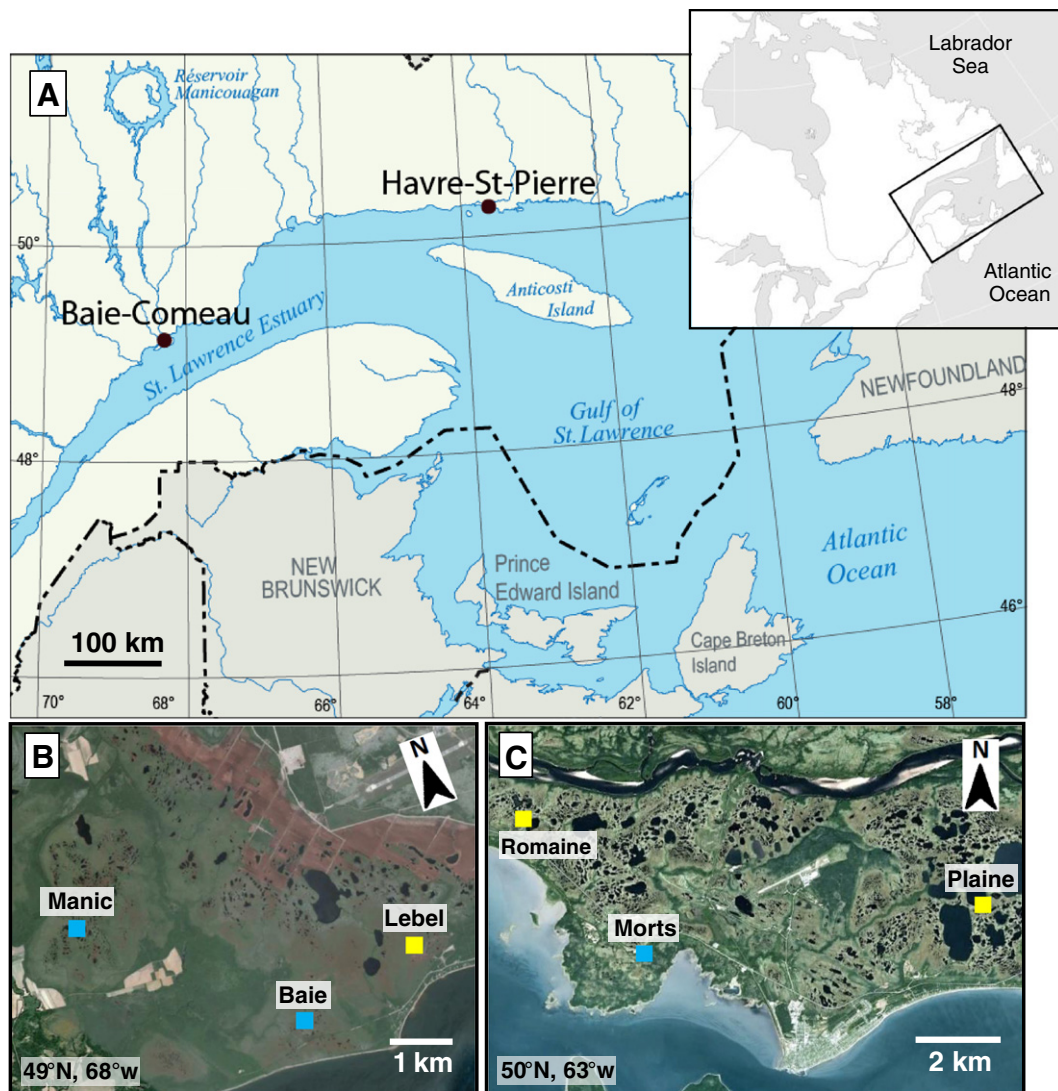 A
Réservoir
Manicouagan
Labrador
Sea
Atlantic
Ocean
Havre-St-Pierre
50°
Baie-Comeau
St. Lawrence Estuary
Anticosti
Island
NEWFOUNDLAND
48°
Gulf of
St. Lawrence
48°
Atlantic
Ocean
NEW
BRUNSWICK
Prince
Edward Island
46°
Cape Breton
Island
100 km
70°
68°
66°
64°
62°
60°
58°
B
N
Manic
Lebel
Baie
49°N, 68°w
1 km
C
N
Romaine
Plaine
Morts
50°N, 63°w
2 km